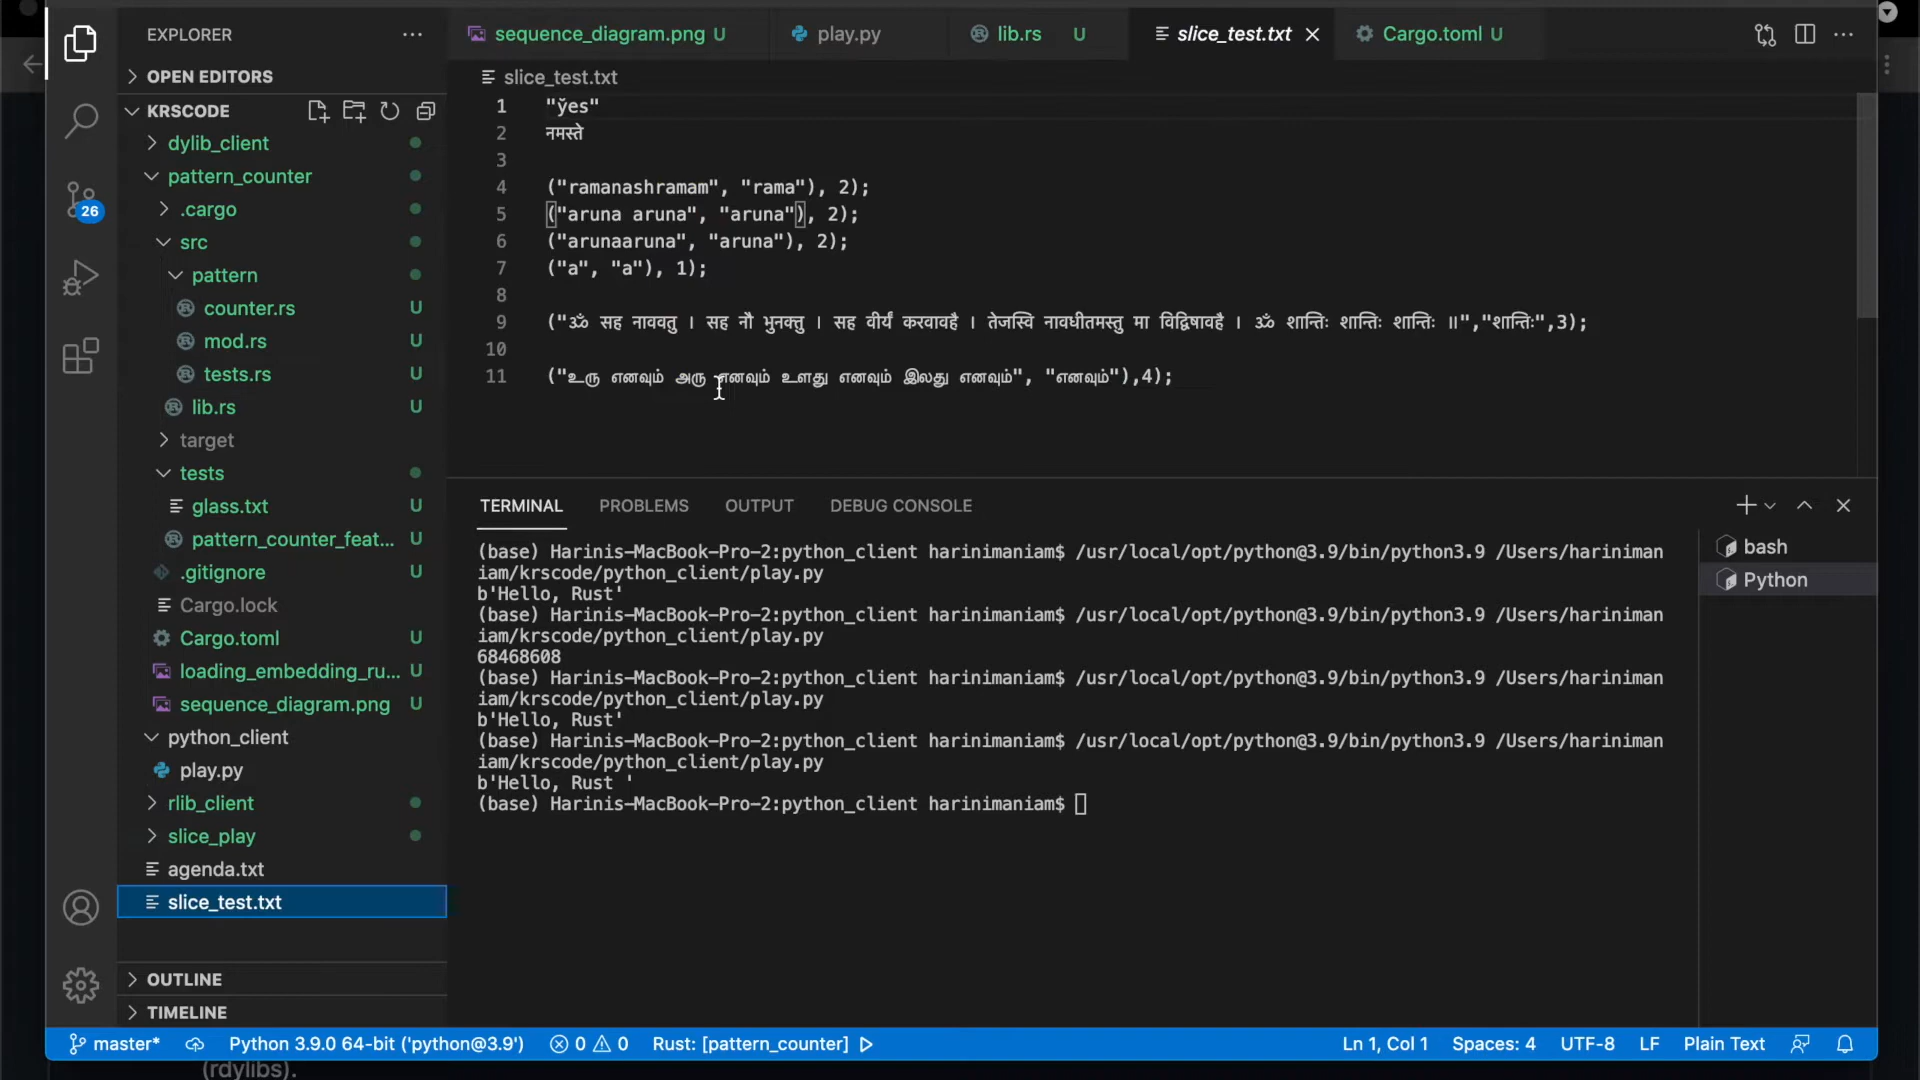 EXPLORER
OPEN EDITORS
KRSCODE
dylib_client
pattern_counter
.cargo
src
pattern
counter.rs U
mod.rs U
tests.rs U
lib.rs U
target
tests
glass.txt U
pattern_counter_feat... U
.gitignore U
Cargo.lock
Cargo.toml U
loading_embedding_ru... U
sequence_diagram.png U
python_client
play.py
rlib_client
slice_play
agenda.txt
slice_test.txt
OUTLINE
TIMELINE
26
sequence_diagram.png U play.py lib.rs U slice_test.txt Cargo.toml U
slice_test.txt
1 "y̆es"
2 नमस्ते
3
4 ("ramanashramam", "rama"), 2);
5 ("aruna aruna", "aruna"), 2);
6 ("arunaaruna", "aruna"), 2);
7 ("a", "a"), 1);
8
9 ("ॐ सह नाववतु । सह नौ भुनक्तु । सह वीर्यं करवावहै । तेजस्वि नावधीतमस्तु मा विद्विषावहै । ॐ शान्तिः शान्तिः शान्तिः ॥","शान्तिः",3);
10
11 ("உரு எனவும் அரு எனவும் உளது எனவும் இலது எனவும்", "எனவும்"),4);
TERMINAL PROBLEMS OUTPUT DEBUG CONSOLE
(base) Harinis-MacBook-Pro-2:python_client harinimaniam$ /usr/local/opt/python@3.9/bin/python3.9 /Users/hariniman
iam/krscode/python_client/play.py
b'Hello, Rust'
(base) Harinis-MacBook-Pro-2:python_client harinimaniam$ /usr/local/opt/python@3.9/bin/python3.9 /Users/hariniman
iam/krscode/python_client/play.py
68468608
(base) Harinis-MacBook-Pro-2:python_client harinimaniam$ /usr/local/opt/python@3.9/bin/python3.9 /Users/hariniman
iam/krscode/python_client/play.py
b'Hello, Rust'
(base) Harinis-MacBook-Pro-2:python_client harinimaniam$ /usr/local/opt/python@3.9/bin/python3.9 /Users/hariniman
iam/krscode/python_client/play.py
b'Hello, Rust '
(base) Harinis-MacBook-Pro-2:python_client harinimaniam$
bash
Python
master* Python 3.9.0 64-bit ('python@3.9') 0 0 Rust: [pattern_counter] Ln 1, Col 1 Spaces: 4 UTF-8 LF Plain Text
(rdylibs).